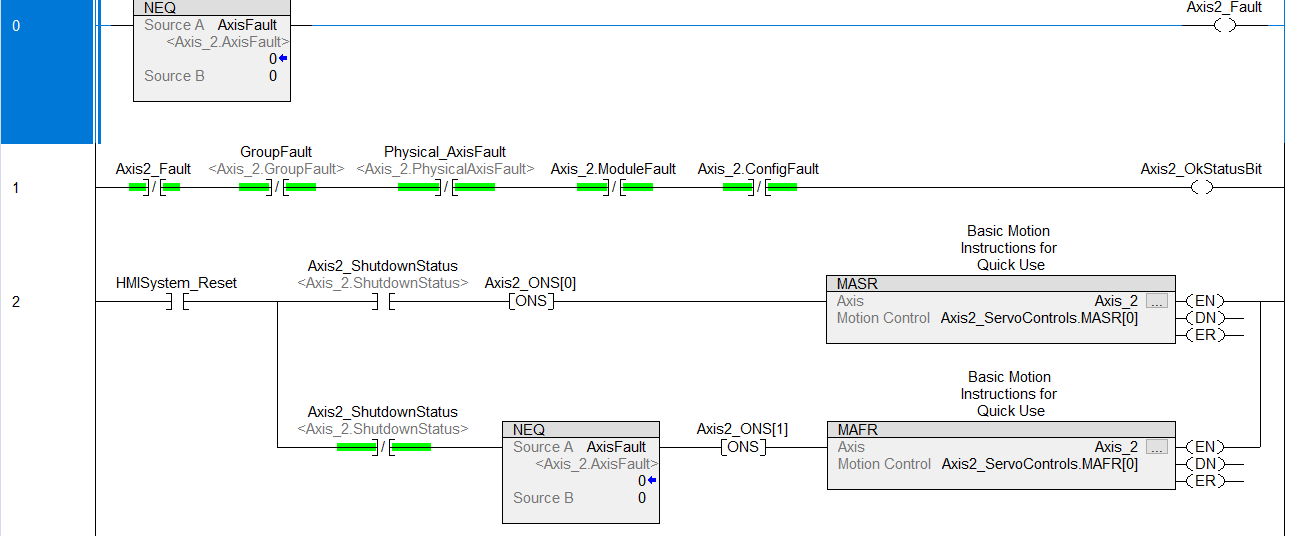 0
NEQ
Source A AxisFault
<Axis_2.AxisFault>
0
Source B 0
Axis2_Fault
1
Axis2_Fault
GroupFault
<Axis_2.GroupFault>
Physical_AxisFault
<Axis_2.PhysicalAxisFault>
Axis_2.ModuleFault
Axis_2.ConfigFault
Axis2_OkStatusBit
/ / / / /
2
HMISystem_Reset
Axis2_ShutdownStatus
<Axis_2.ShutdownStatus>
Axis2_ONS[0]
ONS
Basic Motion
Instructions for
Quick Use
MASR
Axis Axis_2 ...
Motion Control Axis2_ServoControls.MASR[0]
EN
DN
ER
Axis2_ShutdownStatus
<Axis_2.ShutdownStatus>
/
NEQ
Source A AxisFault
<Axis_2.AxisFault>
0
Source B 0
Axis2_ONS[1]
ONS
Basic Motion
Instructions for
Quick Use
MAFR
Axis Axis_2 ...
Motion Control Axis2_ServoControls.MAFR[0]
EN
DN
ER